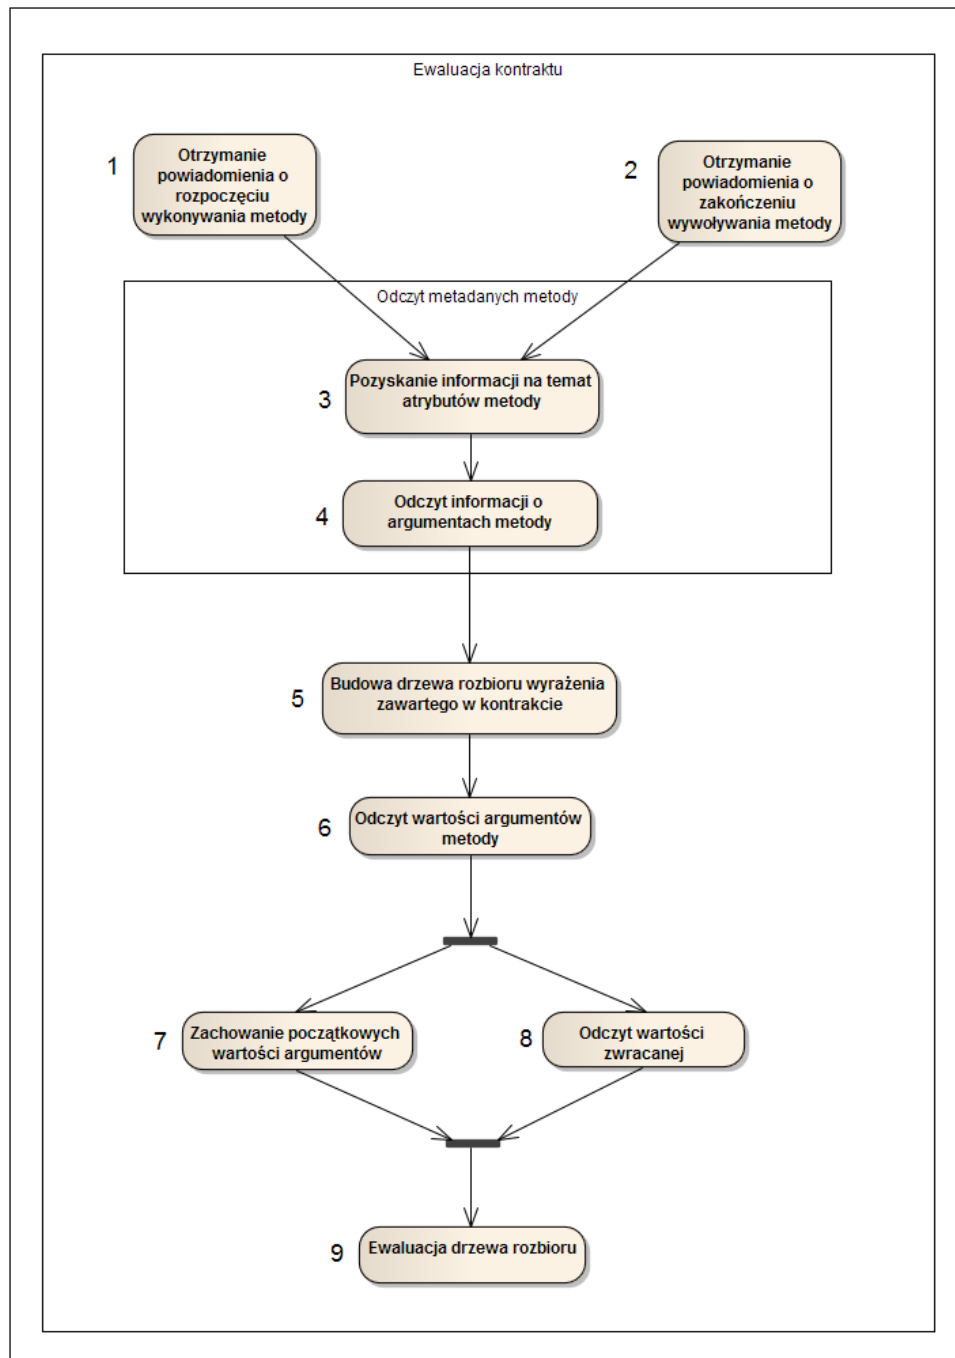 Ewaluacja kontraktu
1
Otrzymanie
powiadomienia o
rozpoczęciu
wykonywania metody
2
Otrzymanie
powiadomienia o
zakończeniu
wywoływania metody
Odczyt metadanych metody
3
Pozyskanie informacji na temat
atrybutów metody
4
Odczyt informacji o
argumentach metody
5
Budowa drzewa rozbioru wyrażenia
zawartego w kontrakcie
6
Odczyt wartości argumentów
metody
7
Zachowanie początkowych
wartości argumentów
8
Odczyt wartości
zwracanej
9
Ewaluacja drzewa rozbioru